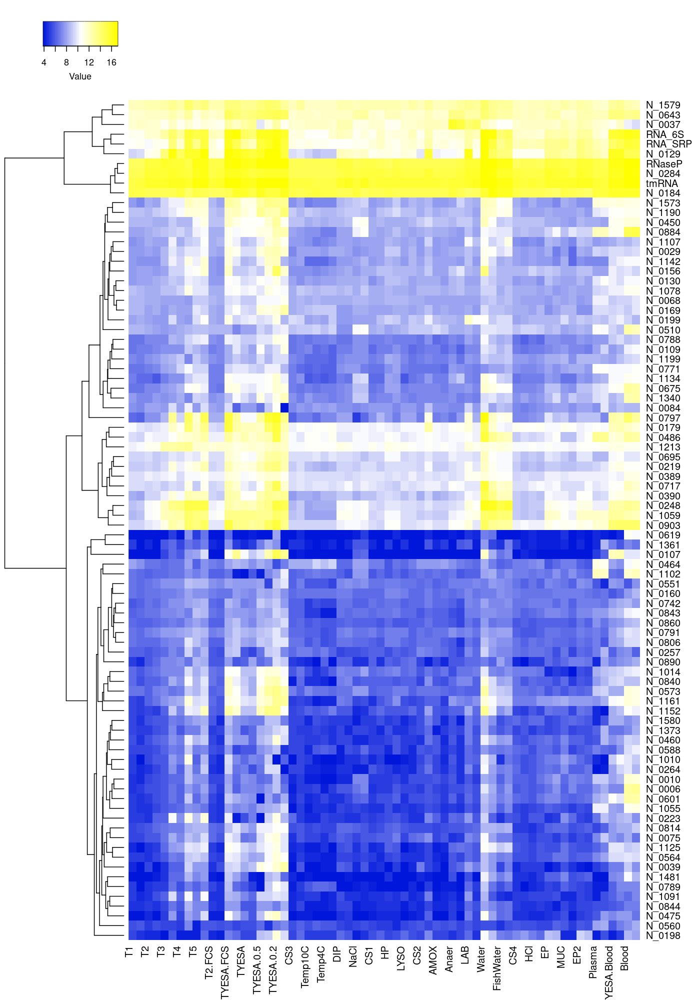 4 8 12 16
Value
N_1579
N_0643
N_0037
RNA_6S
RNA_SRP
N_0129
RNaseP
N_0284
tmRNA
N_0184
N_1573
N_1190
N_0450
N_0884
N_1107
N_0029
N_1142
N_0156
N_0130
N_1078
N_0068
N_0169
N_0199
N_0510
N_0788
N_0109
N_1199
N_0771
N_1134
N_0675
N_1340
N_0084
N_0797
N_0179
N_0486
N_1213
N_0695
N_0219
N_0389
N_0717
N_0390
N_0248
N_1059
N_0903
N_0619
N_1361
N_0107
N_0464
N_1102
N_0551
N_0160
N_0742
N_0843
N_0860
N_0791
N_0806
N_0257
N_0890
N_1014
N_0840
N_0573
N_1161
N_1152
N_1580
N_1373
N_0460
N_0588
N_1010
N_0264
N_0010
N_0006
N_0601
N_1055
N_0223
N_0814
N_0075
N_1125
N_0564
N_0039
N_1481
N_0789
N_1091
N_0844
N_0475
N_0560
N_0198
T1
T2
T3
T4
T5
T2.FCS
TYESA.FCS
TYESA
TYESA.0.5
TYESA.0.2
CS3
Temp10C
Temp4C
DIP
NaCl
CS1
HP
LYSO
CS2
AMOX
Anaer
LAB
Water
FishWater
CS4
HCl
EP
MUC
EP2
Plasma
YESA.Blood
Blood